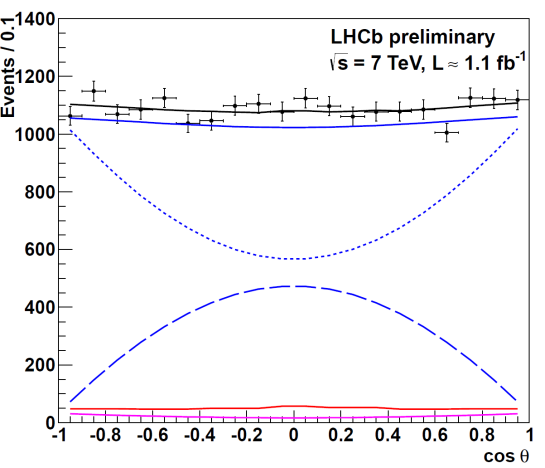 Events / 0.1
1400
1200
1000
800
600
400
200
0
LHCb preliminary
√s = 7 TeV, L ≈ 1.1 fb⁻¹
-1 -0.8 -0.6 -0.4 -0.2 0 0.2 0.4 0.6 0.8 1
cos θ